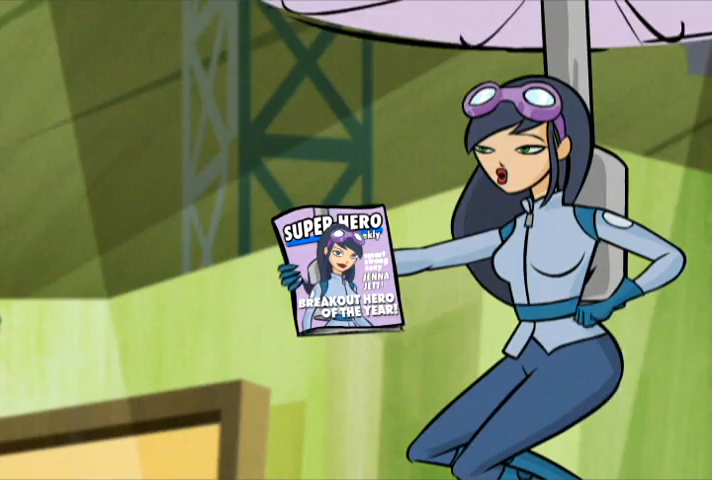 SUPER HERO
ekly
smart
strong
sexy
JENNA
JETT!
BREAKOUT HERO
OF THE YEAR!